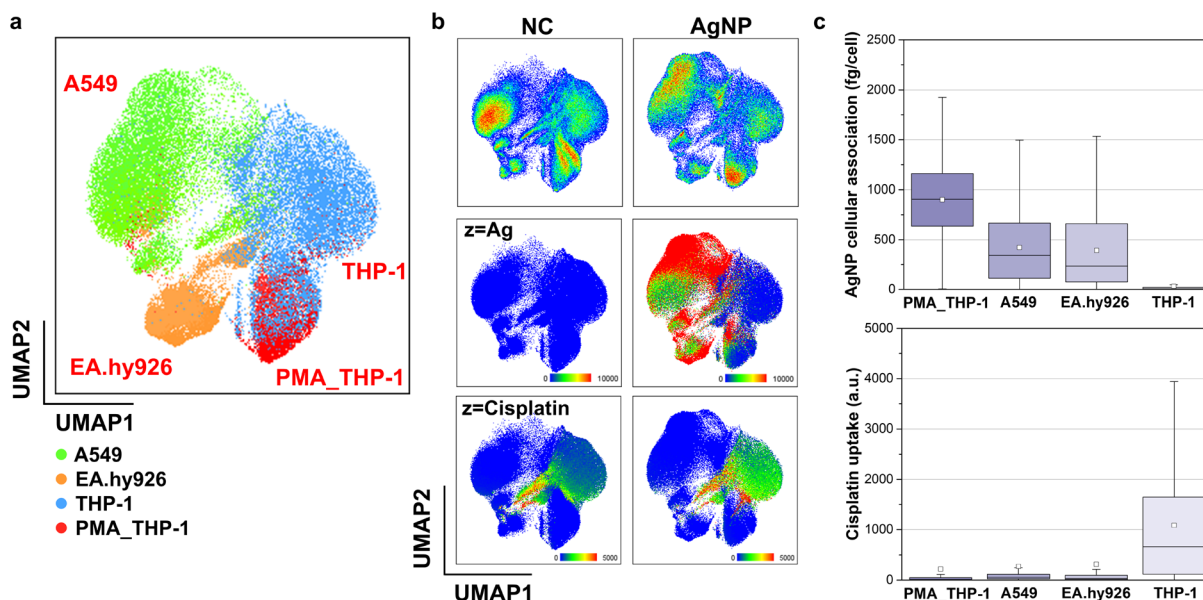 a
A549
THP-1
EA.hy926
PMA_THP-1
UMAP2
UMAP1
A549
EA.hy926
THP-1
PMA_THP-1
b
NC
AgNP
z=Ag
0
10000
0
10000
z=Cisplatin
0
5000
0
5000
UMAP2
UMAP1
c
AgNP cellular association (fg/cell)
2500
2000
1500
1000
500
0
PMA_THP-1 A549 EA.hy926 THP-1
Cisplatin uptake (a.u.)
5000
4000
3000
2000
1000
0
PMA_THP-1 A549 EA.hy926 THP-1